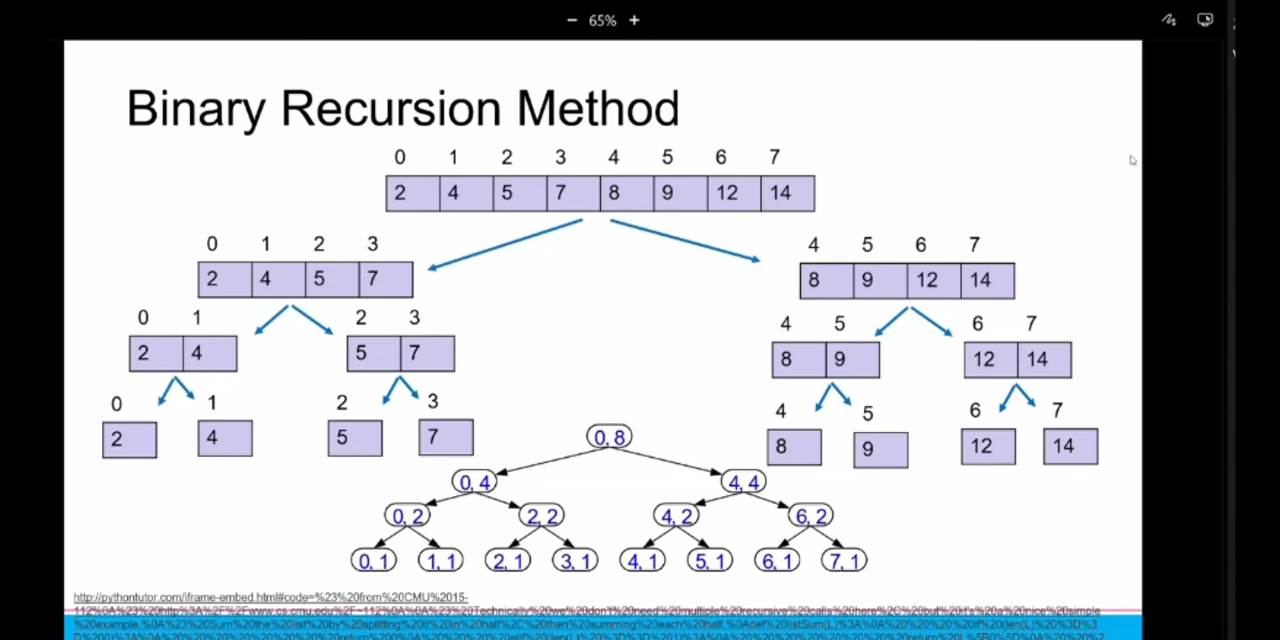 65%
Binary Recursion Method
0 1 2 3 4 5 6 7
2 4 5 7 8 9 12 14
0 1 2 3 4 5 6 7
2 4 5 7 8 9 12 14
0 1 2 3 4 5 6 7
2 4 5 7 8 9 12 14
0 1 2 3 4 5 6 7
2 4 5 7 8 9 12 14
0, 8
0, 4 4, 4
0, 2 2, 2 4, 2 6, 2
0, 1 1, 1 2, 1 3, 1 4, 1 5, 1 6, 1 7, 1
http://pythontutor.com/iframe-embed.html#code=%23%20from%20CMU%2015-